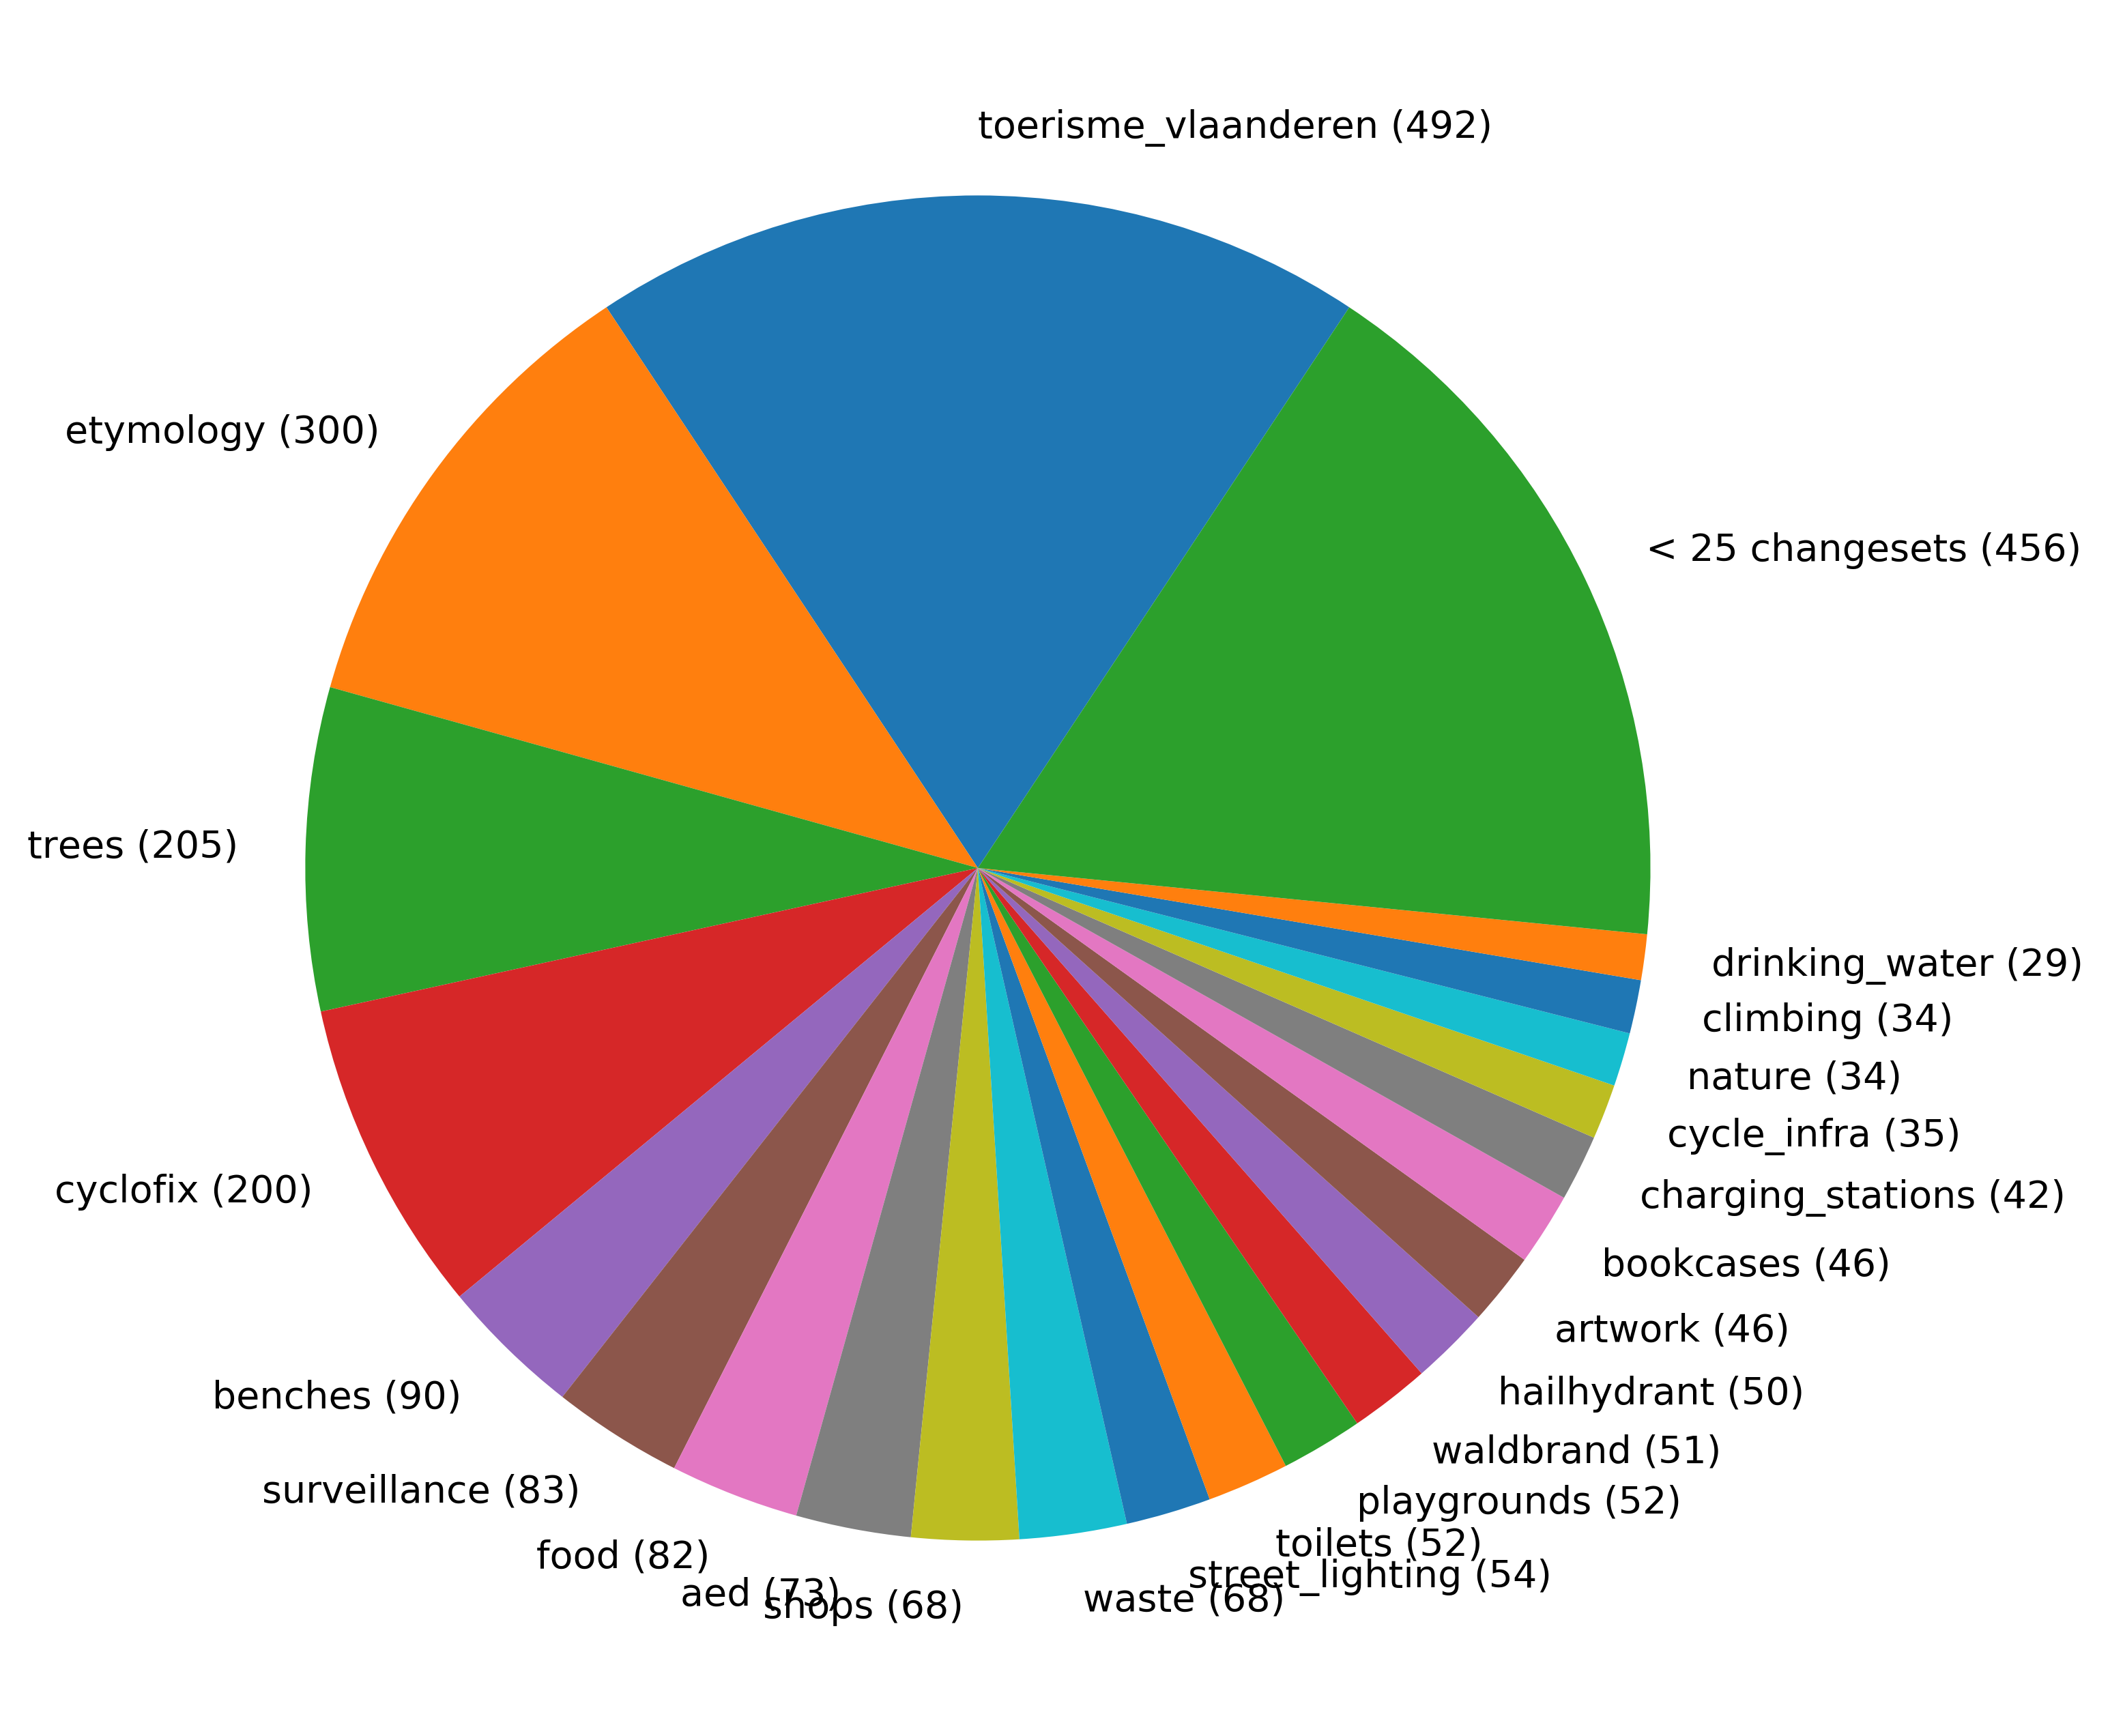 toerisme_vlaanderen (492)
etymology (300)
< 25 changesets (456)
trees (205)
drinking_water (29)
climbing (34)
nature (34)
cycle_infra (35)
cyclofix (200)
charging_stations (42)
bookcases (46)
artwork (46)
benches (90)
hailhydrant (50)
waldbrand (51)
surveillance (83)
playgrounds (52)
toilets (52)
food (82)
street_lighting (54)
aed (73)
shops (68)
waste (68)